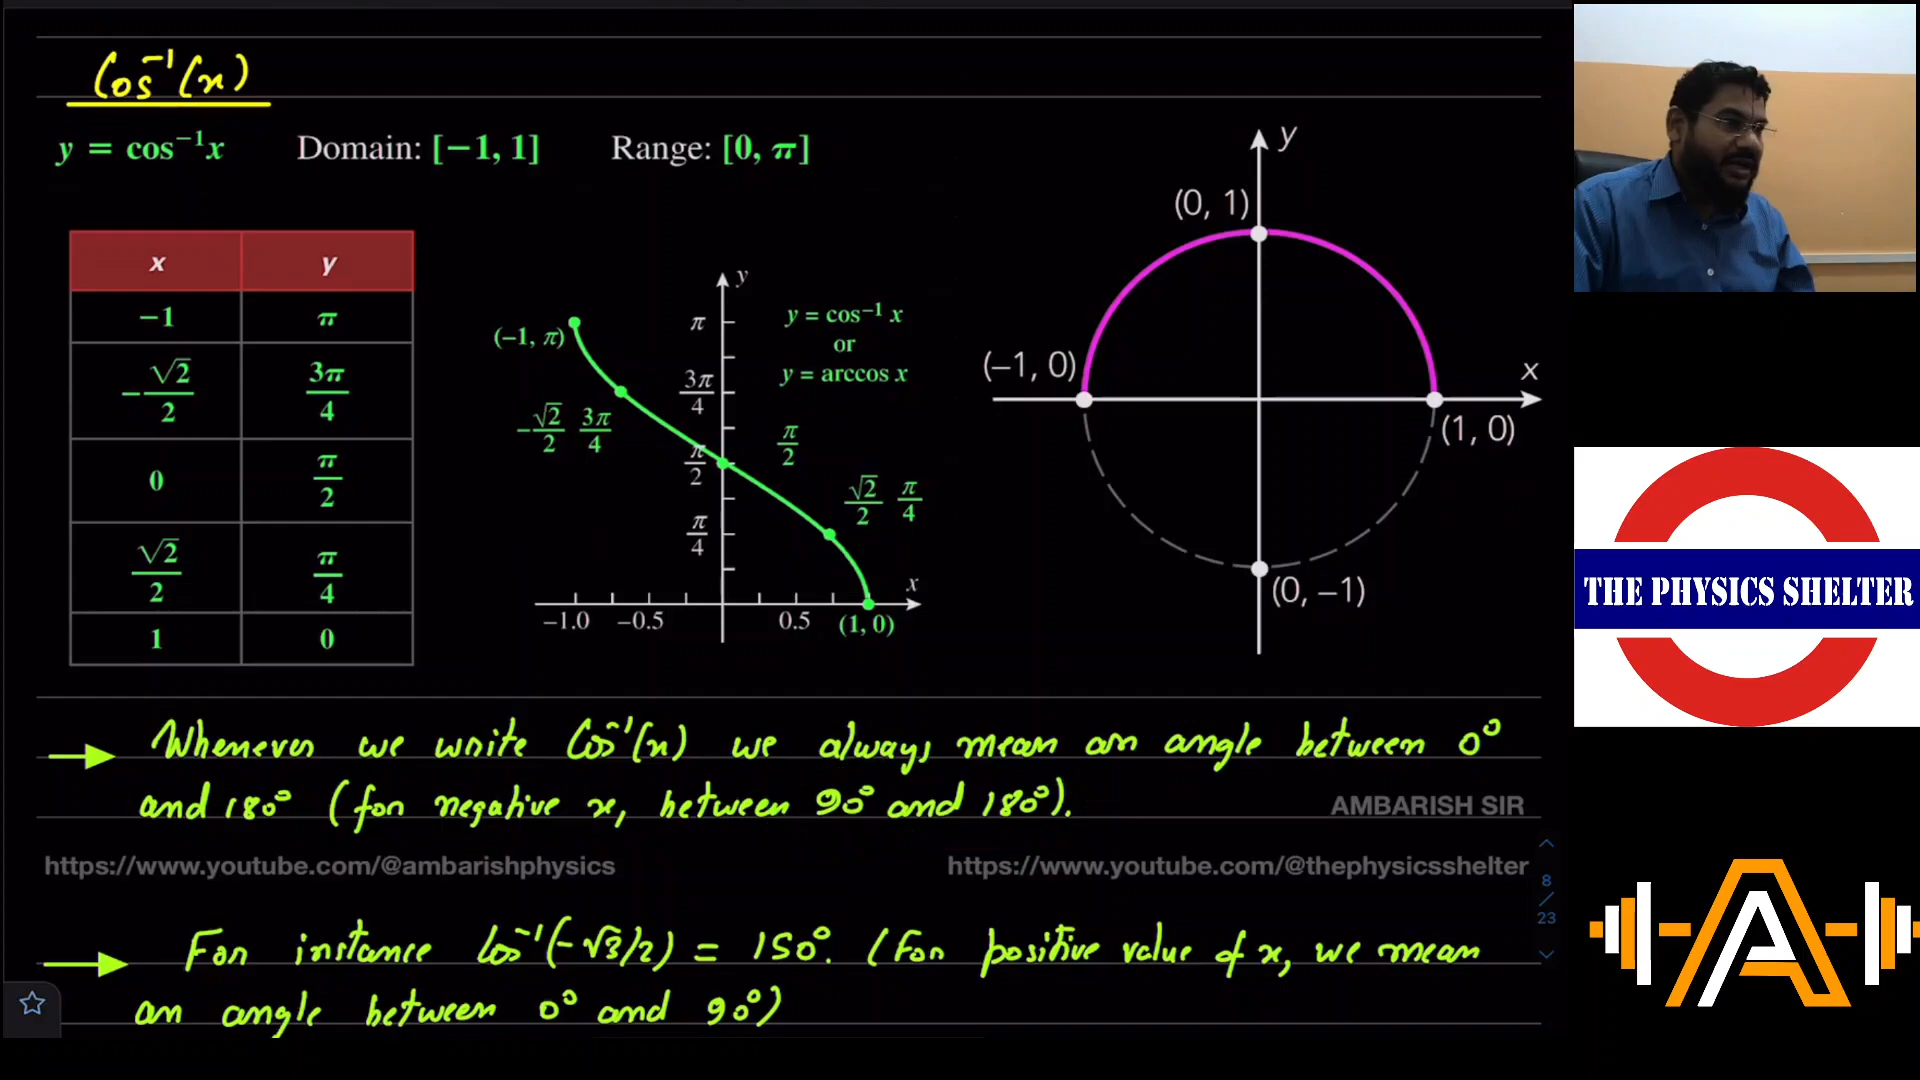 Cos⁻¹(x)
y = cos⁻¹x Domain: [−1, 1] Range: [0, π]
x y
−1 π
−√2/2 3π/4
0 π/2
√2/2 π/4
1 0
y
π
3π/4
π/2
π/4
(−1, π)
y = cos⁻¹ x
or
y = arccos x
−√2/2 3π/4
π/2
√2/2 π/4
x
−1.0 −0.5 0.5 (1, 0)
y
(0, 1)
(−1, 0)
x
(1, 0)
(0, −1)
Whenever we write Cos⁻¹(x) we always mean an angle between 0°
and 180° (for negative x, between 90° and 180°).
AMBARISH SIR
https://www.youtube.com/@ambarishphysics
https://www.youtube.com/@thephysicsshelter
8
/
23
For instance Cos⁻¹(-√3/2) = 150°. (For positive value of x, we mean
an angle between 0° and 90°)
THE PHYSICS SHELTER
A